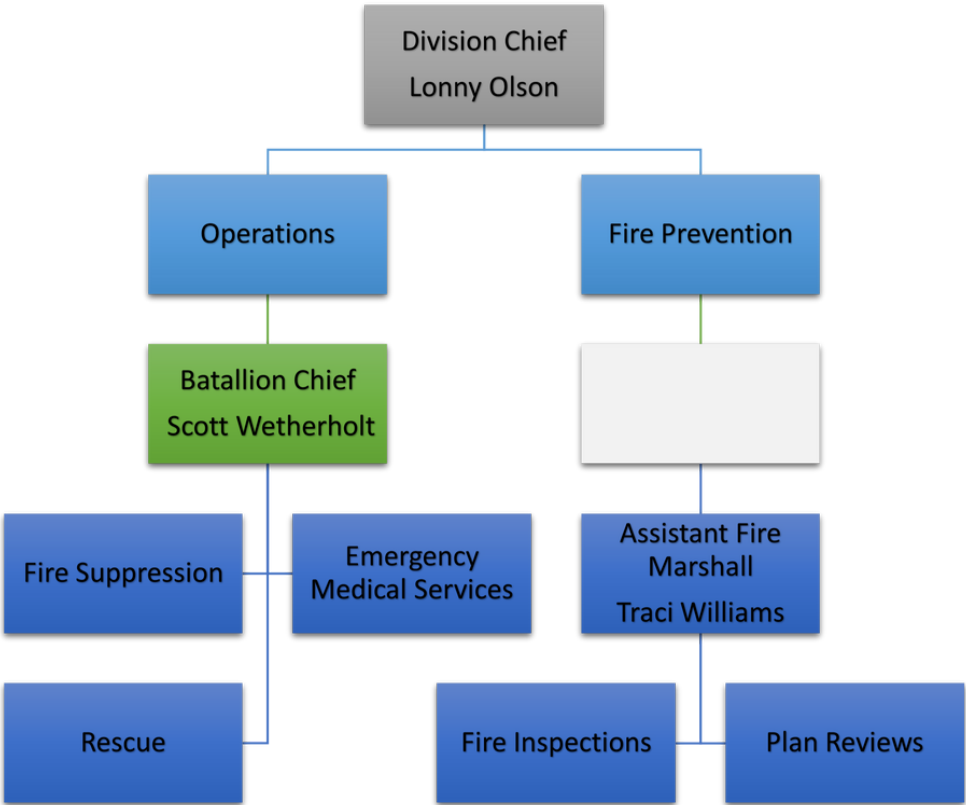 Division Chief
Lonny Olson
Operations
Fire Prevention
Batallion Chief
Scott Wetherholt
Fire Suppression
Emergency
Medical Services
Assistant Fire
Marshall
Traci Williams
Rescue
Fire Inspections
Plan Reviews